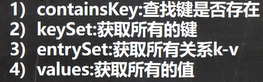 1) containsKey:查找键是否存在
2) keySet:获取所有的键
3) entrySet:获取所有关系k-v
4) values:获取所有的值